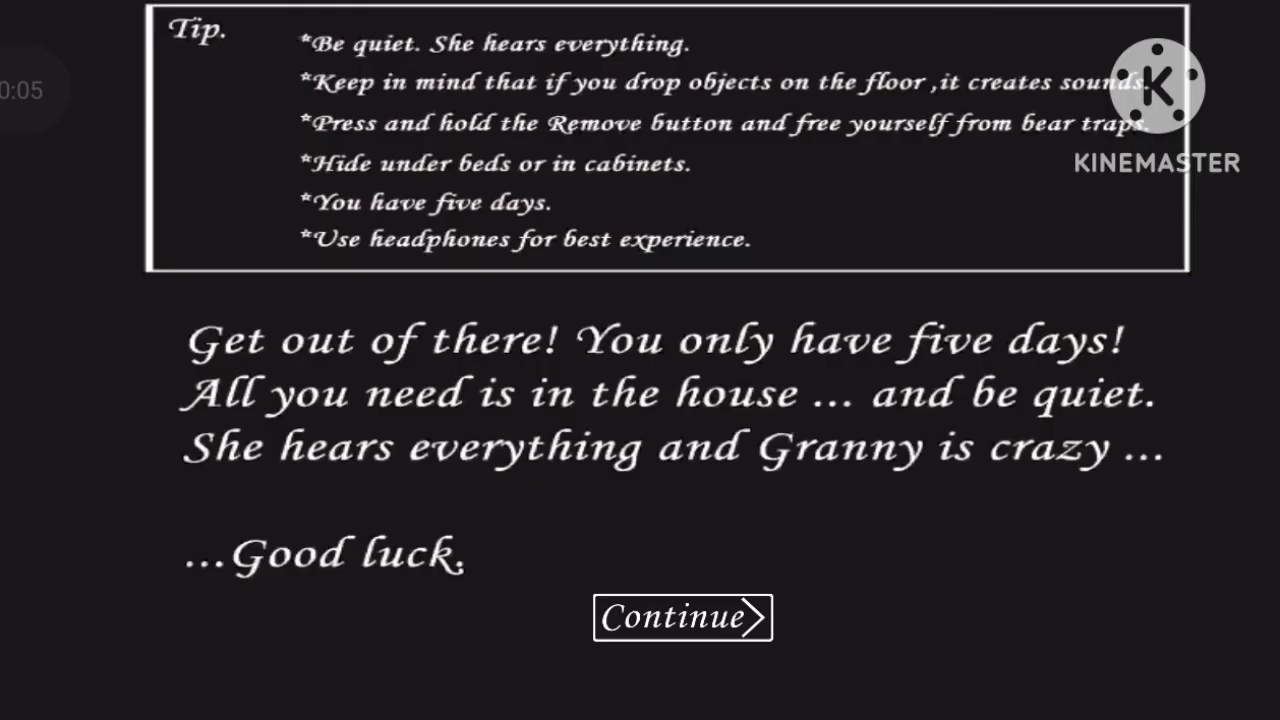 Tip.
*Be quiet. She hears everything.
*Keep in mind that if you drop objects on the floor ,it creates sounds.
*Press and hold the Remove button and free yourself from bear traps.
*Hide under beds or in cabinets.
*You have five days.
*Use headphones for best experience.
0:05
K
KINEMASTER
Get out of there! You only have five days!
All you need is in the house ... and be quiet.
She hears everything and Granny is crazy ...
...Good luck.
Continue